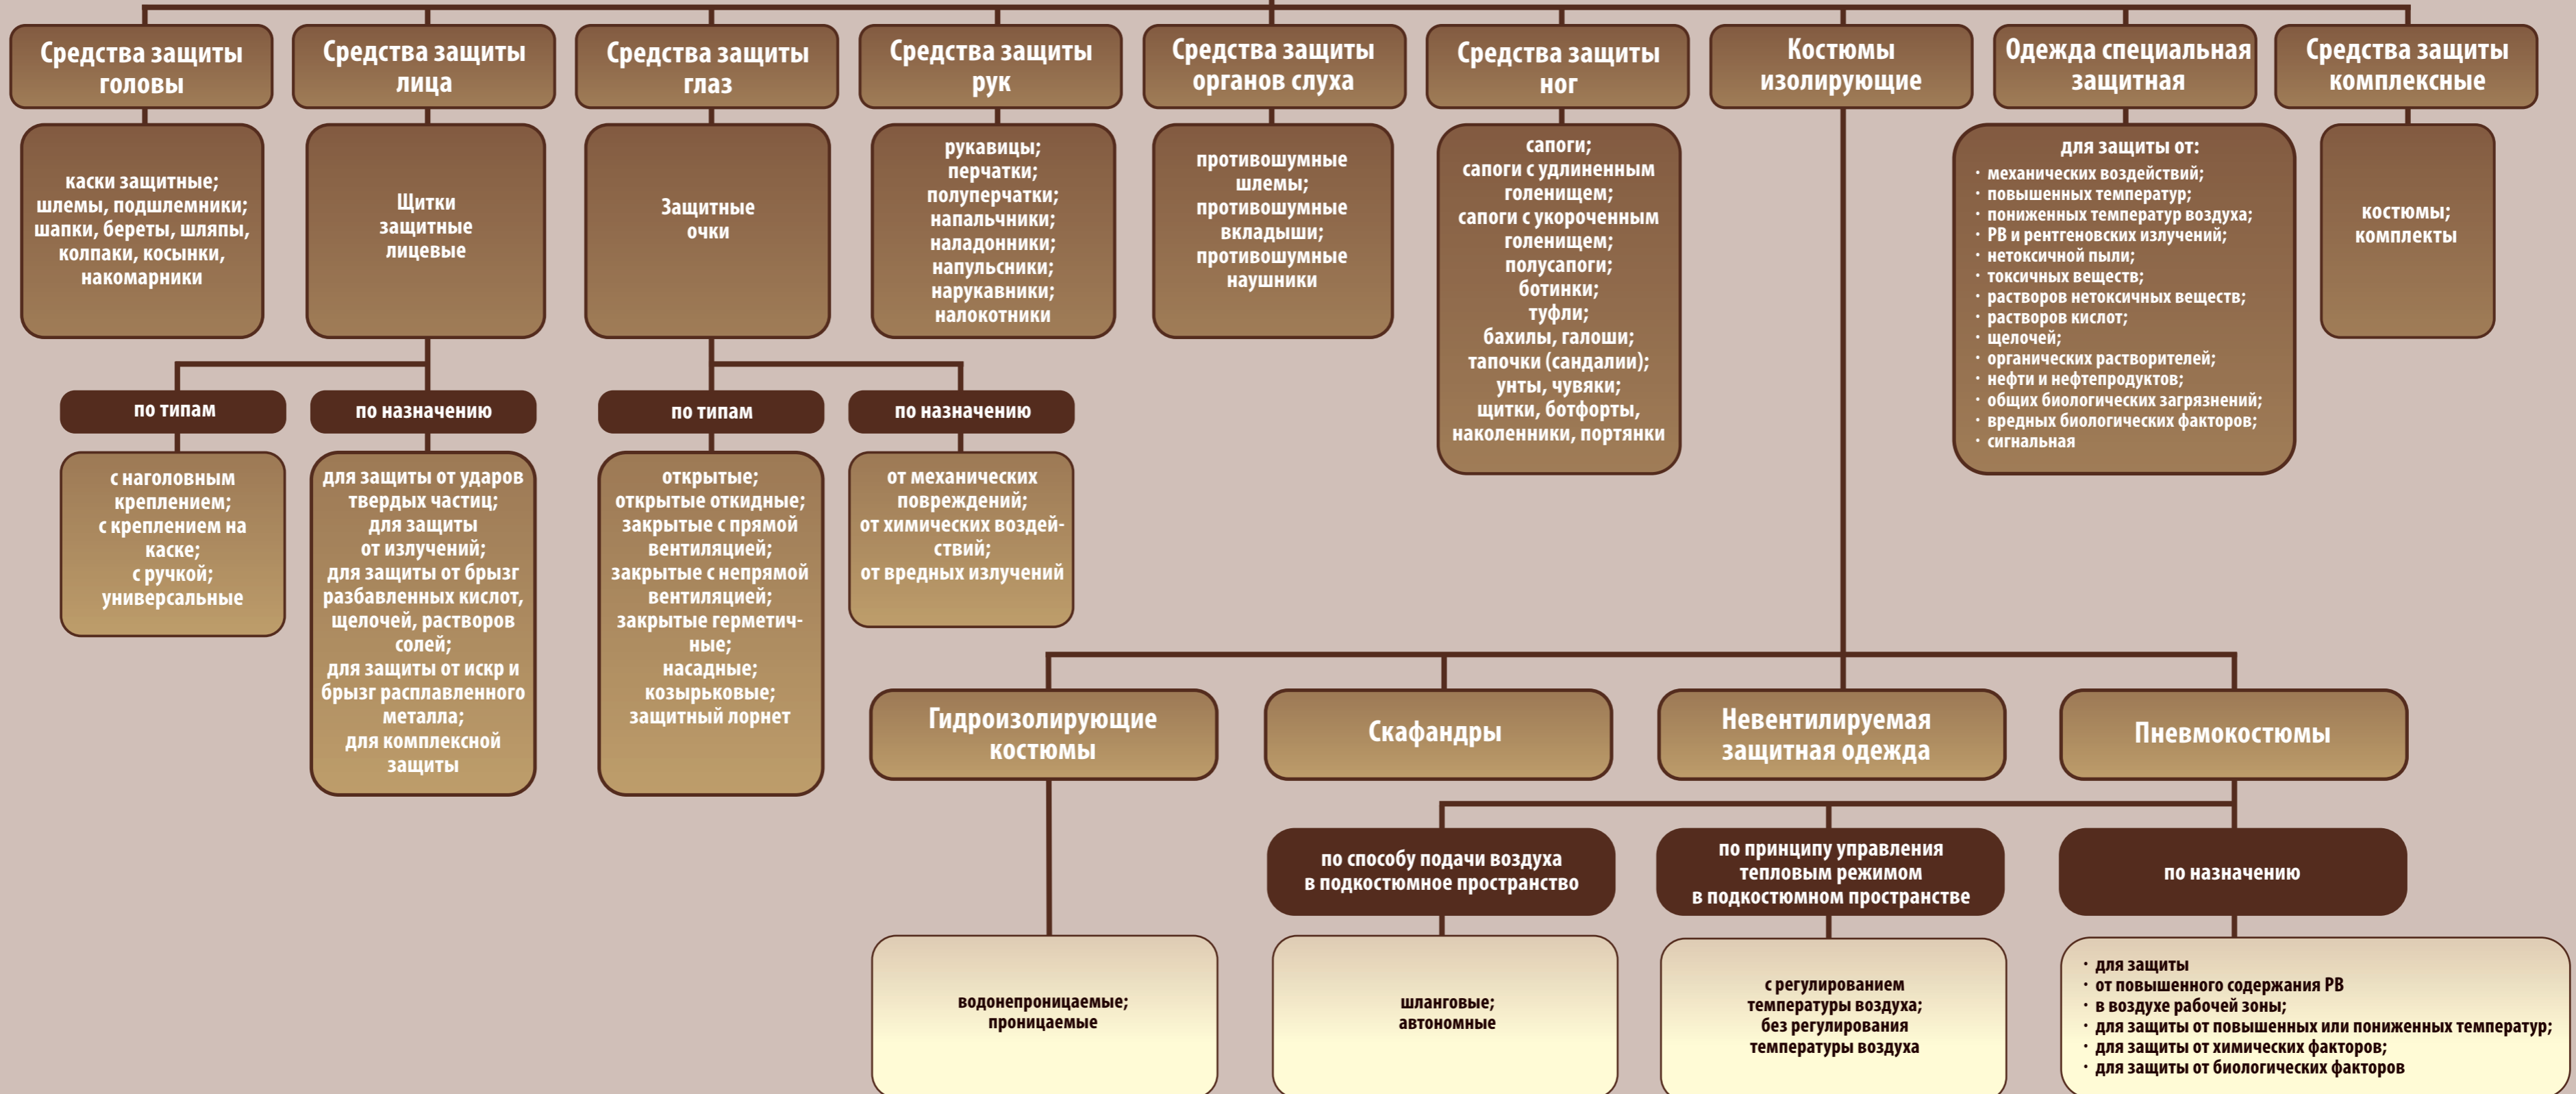 Средства защиты
головы
Средства защиты
лица
Средства защиты
глаз
Средства защиты
рук
Средства защиты
органов слуха
Средства защиты
ног
Костюмы
изолирующие
Одежда специальная
защитная
Средства защиты
комплексные
каски защитные;
шлемы, подшлемники;
шапки, береты, шляпы,
колпаки, косынки,
накомарники
Щитки
защитные
лицевые
Защитные
очки
рукавицы;
перчатки;
полуперчатки;
напальчники;
наладонники;
напульсники;
нарукавники;
налокотники
противошумные
шлемы;
противошумные
вкладыши;
противошумные
наушники
сапоги;
сапоги с удлиненным
голенищем;
сапоги с укороченным
голенищем;
полусапоги;
ботинки;
туфли;
бахилы, галоши;
тапочки (сандалии);
унты, чувяки;
щитки, ботфорты,
наколенники, портянки
для защиты от:
· механических воздействий;
· повышенных температур;
· пониженных температур воздуха;
· РВ и рентгеновских излучений;
· нетоксичной пыли;
· токсичных веществ;
· растворов нетоксичных веществ;
· растворов кислот;
· щелочей;
· органических растворителей;
· нефти и нефтепродуктов;
· общих биологических загрязнений;
· вредных биологических факторов;
· сигнальная
костюмы;
комплекты
по типам
по назначению
по типам
по назначению
с наголовным
креплением;
с креплением на
каске;
с ручкой;
универсальные
для защиты от ударов
твердых частиц;
для защиты
от излучений;
для защиты от брызг
разбавленных кислот,
щелочей, растворов
солей;
для защиты от искр и
брызг расплавленного
металла;
для комплексной
защиты
открытые;
открытые откидные;
закрытые с прямой
вентиляцией;
закрытые с непрямой
вентиляцией;
закрытые герметич-
ные;
насадные;
козырьковые;
защитный лорнет
от механических
повреждений;
от химических воздей-
ствий;
от вредных излучений
Гидроизолирующие
костюмы
Скафандры
Невентилируемая
защитная одежда
Пневмокостюмы
по способу подачи воздуха
в подкостюмное пространство
по принципу управления
тепловым режимом
в подкостюмном пространстве
по назначению
водонепроницаемые;
проницаемые
шланговые;
автономные
с регулированием
температуры воздуха;
без регулирования
температуры воздуха
· для защиты
· от повышенного содержания РВ
· в воздухе рабочей зоны;
· для защиты от повышенных или пониженных температур;
· для защиты от химических факторов;
· для защиты от биологических факторов